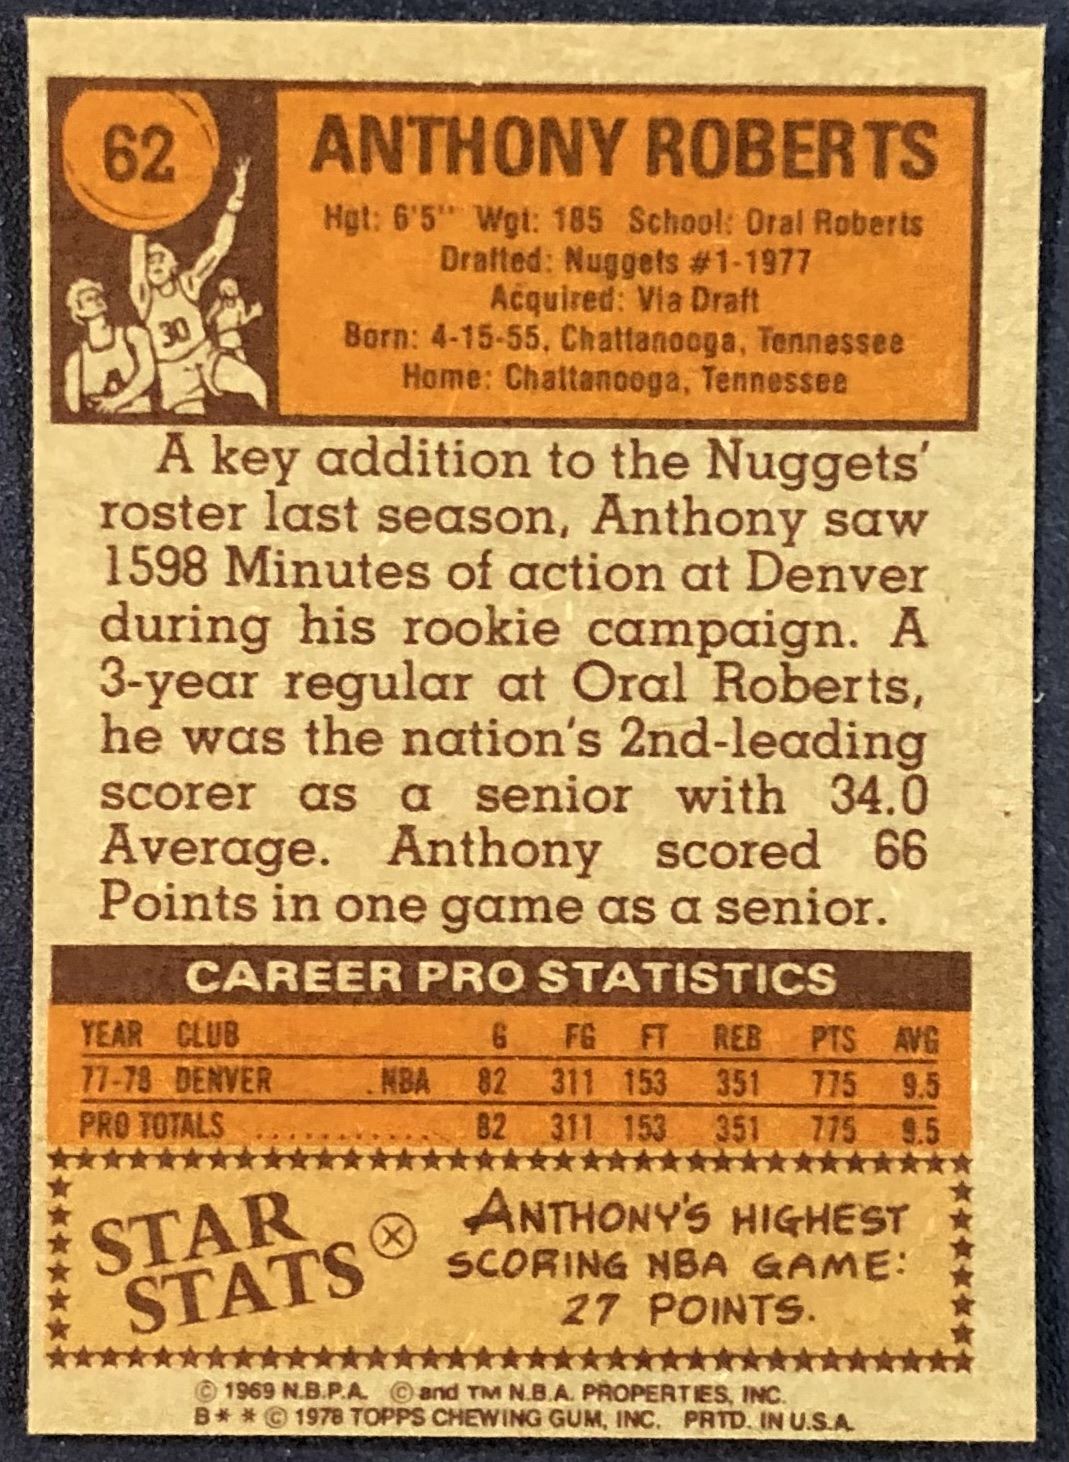 62
ANTHONY ROBERTS
Hgt: 6'5" Wgt: 185 School: Oral Roberts
Drafted: Nuggets #1-1977
Acquired: Via Draft
Born: 4-15-55, Chattanooga, Tennessee
Home: Chattanooga, Tennessee
30
A key addition to the Nuggets'
roster last season, Anthony saw
1598 Minutes of action at Denver
during his rookie campaign. A
3-year regular at Oral Roberts,
he was the nation's 2nd-leading
scorer as a senior with 34.0
Average. Anthony scored 66
Points in one game as a senior.
CAREER PRO STATISTICS
YEAR CLUB G FG FT REB PTS AVG
77-78 DENVER . NBA 82 311 153 351 775 9.5
PRO TOTALS ............ 82 311 153 351 775 9.5
STAR
STATS
ANTHONY'S HIGHEST
SCORING NBA GAME:
27 POINTS.
© 1969 N.B.P.A. © and TM N.B.A. PROPERTIES, INC.
B* * © 1978 TOPPS CHEWING GUM, INC. PRTD. IN U.S.A.